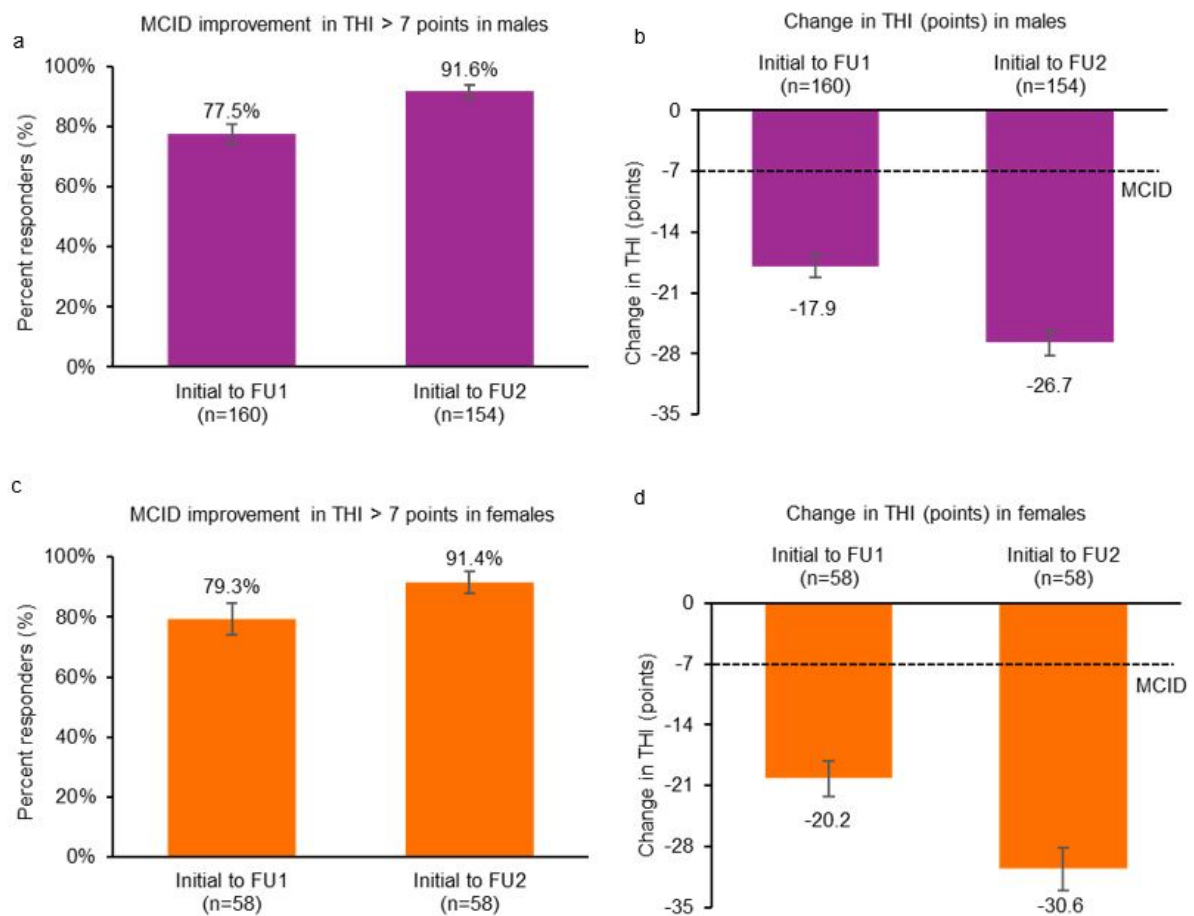 a
MCID improvement in THI > 7 points in males
Percent responders (%)
100%
80%
60%
40%
20%
0%
77.5%
91.6%
Initial to FU1
(n=160)
Initial to FU2
(n=154)
b
Change in THI (points) in males
Initial to FU1
(n=160)
Initial to FU2
(n=154)
Change in THI (points)
0
-7
-14
-21
-28
-35
MCID
-17.9
-26.7
c
MCID improvement in THI > 7 points in females
Percent responders (%)
100%
80%
60%
40%
20%
0%
79.3%
91.4%
Initial to FU1
(n=58)
Initial to FU2
(n=58)
d
Change in THI (points) in females
Initial to FU1
(n=58)
Initial to FU2
(n=58)
Change in THI (points)
0
-7
-14
-21
-28
-35
MCID
-20.2
-30.6